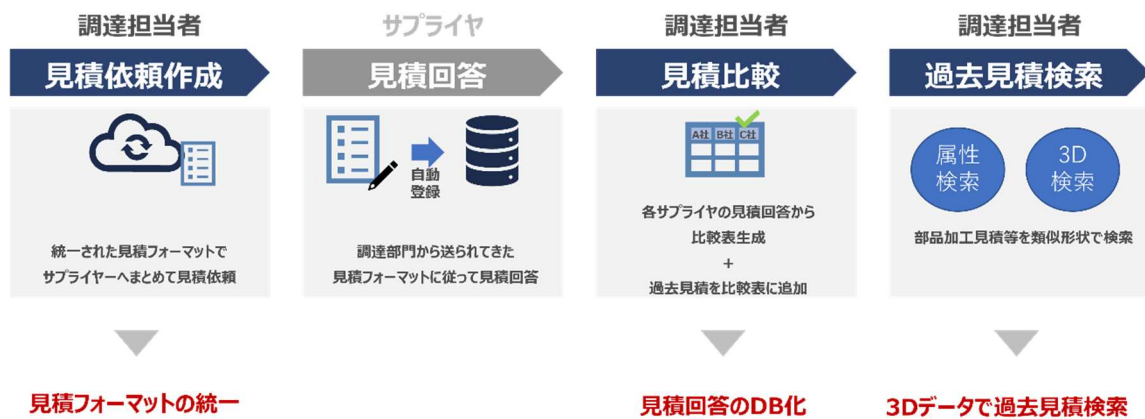 調達担当者
見積依頼作成
統一された見積フォーマットで
サプライヤーへまとめて見積依頼
見積フォーマットの統一
サプライヤ
見積回答
自動
登録
調達部門から送られてきた
見積フォーマットに従って見積回答
調達担当者
見積比較
A社 B社 C社
各サプライヤの見積回答から
比較表生成
+
過去見積を比較表に追加
見積回答のDB化
調達担当者
過去見積検索
属性
検索
3D
検索
部品加工見積等を類似形状で検索
3Dデータで過去見積検索